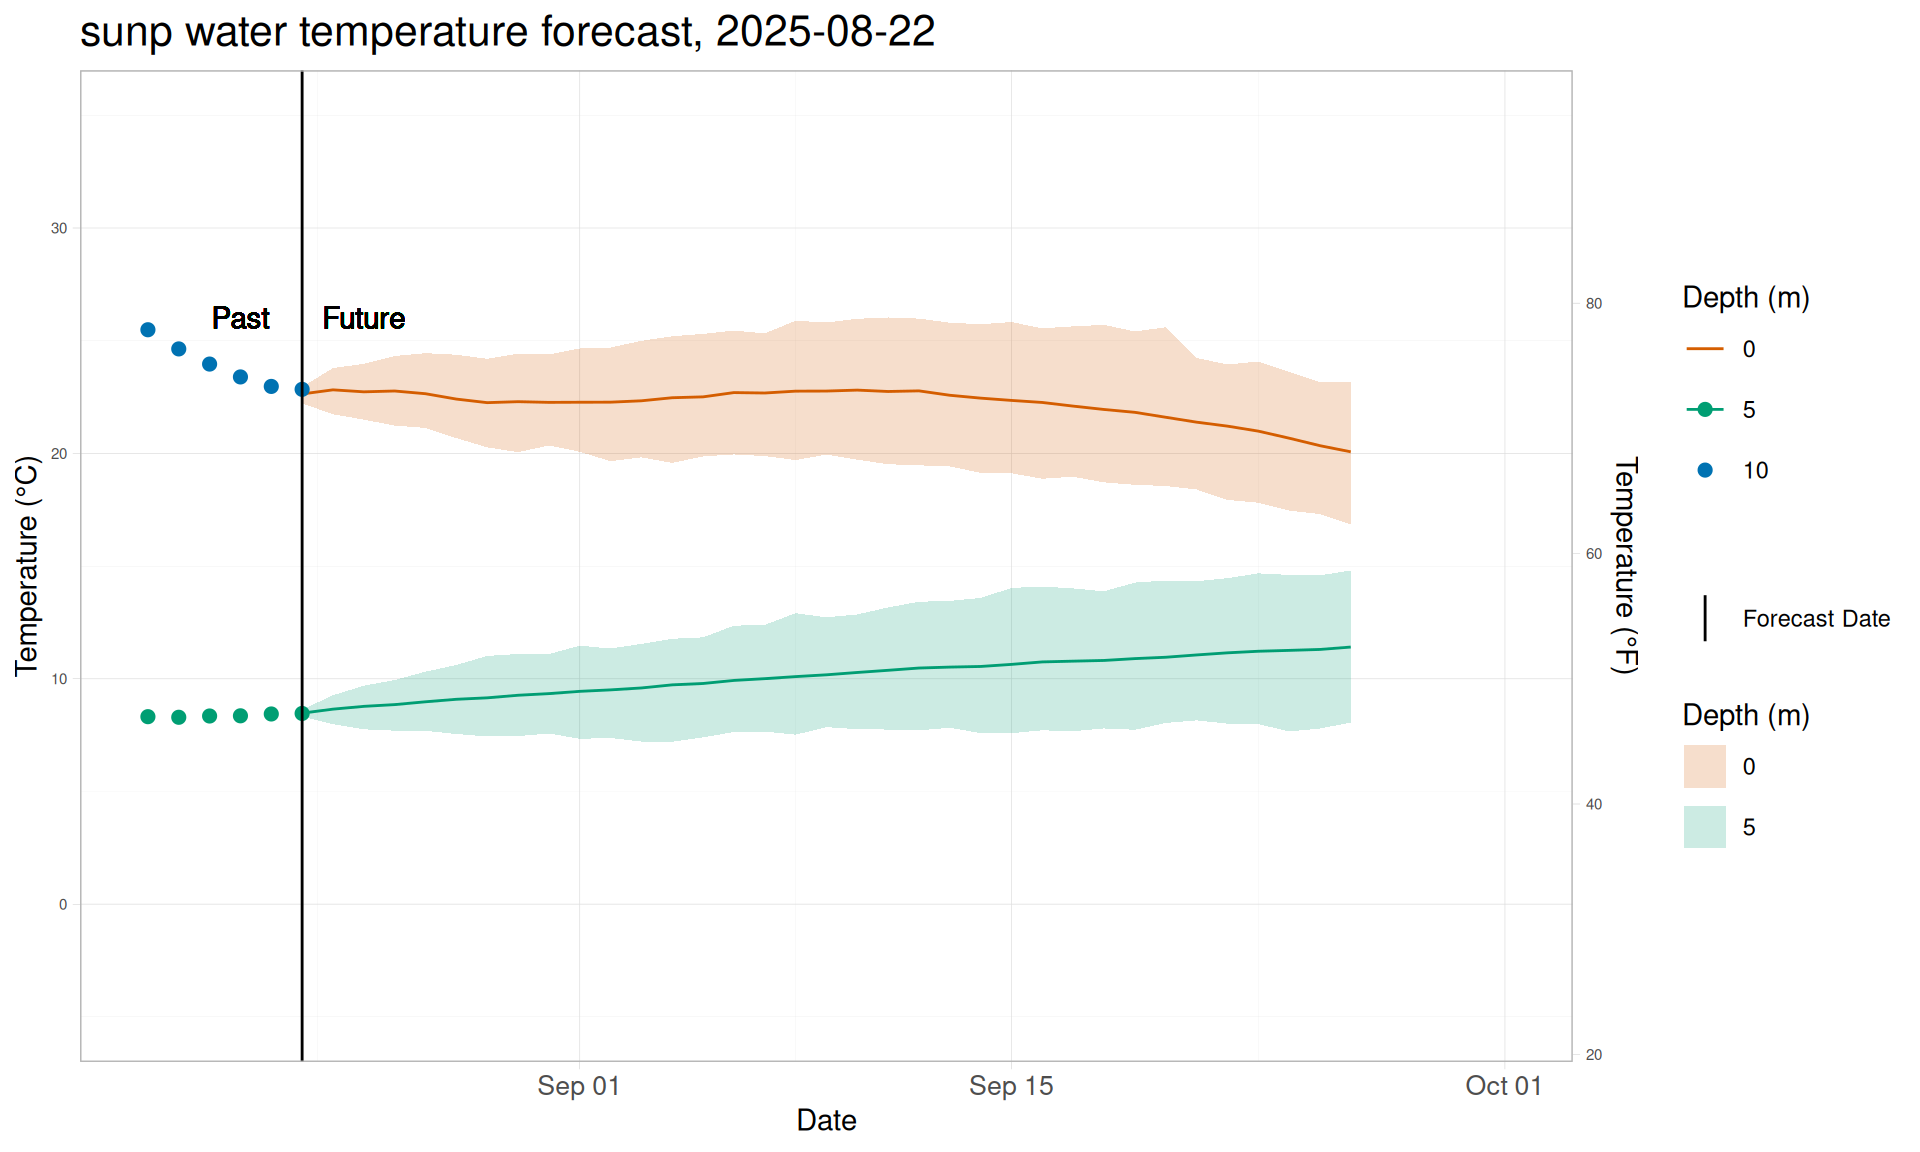 sunp water temperature forecast, 2025-08-22
Past
Future
30
20
10
0
Temperature (°C)
80
60
40
20
Temperature (°F)
Sep 01
Sep 15
Oct 01
Date
Depth (m)
0
5
10
Forecast Date
Depth (m)
0
5